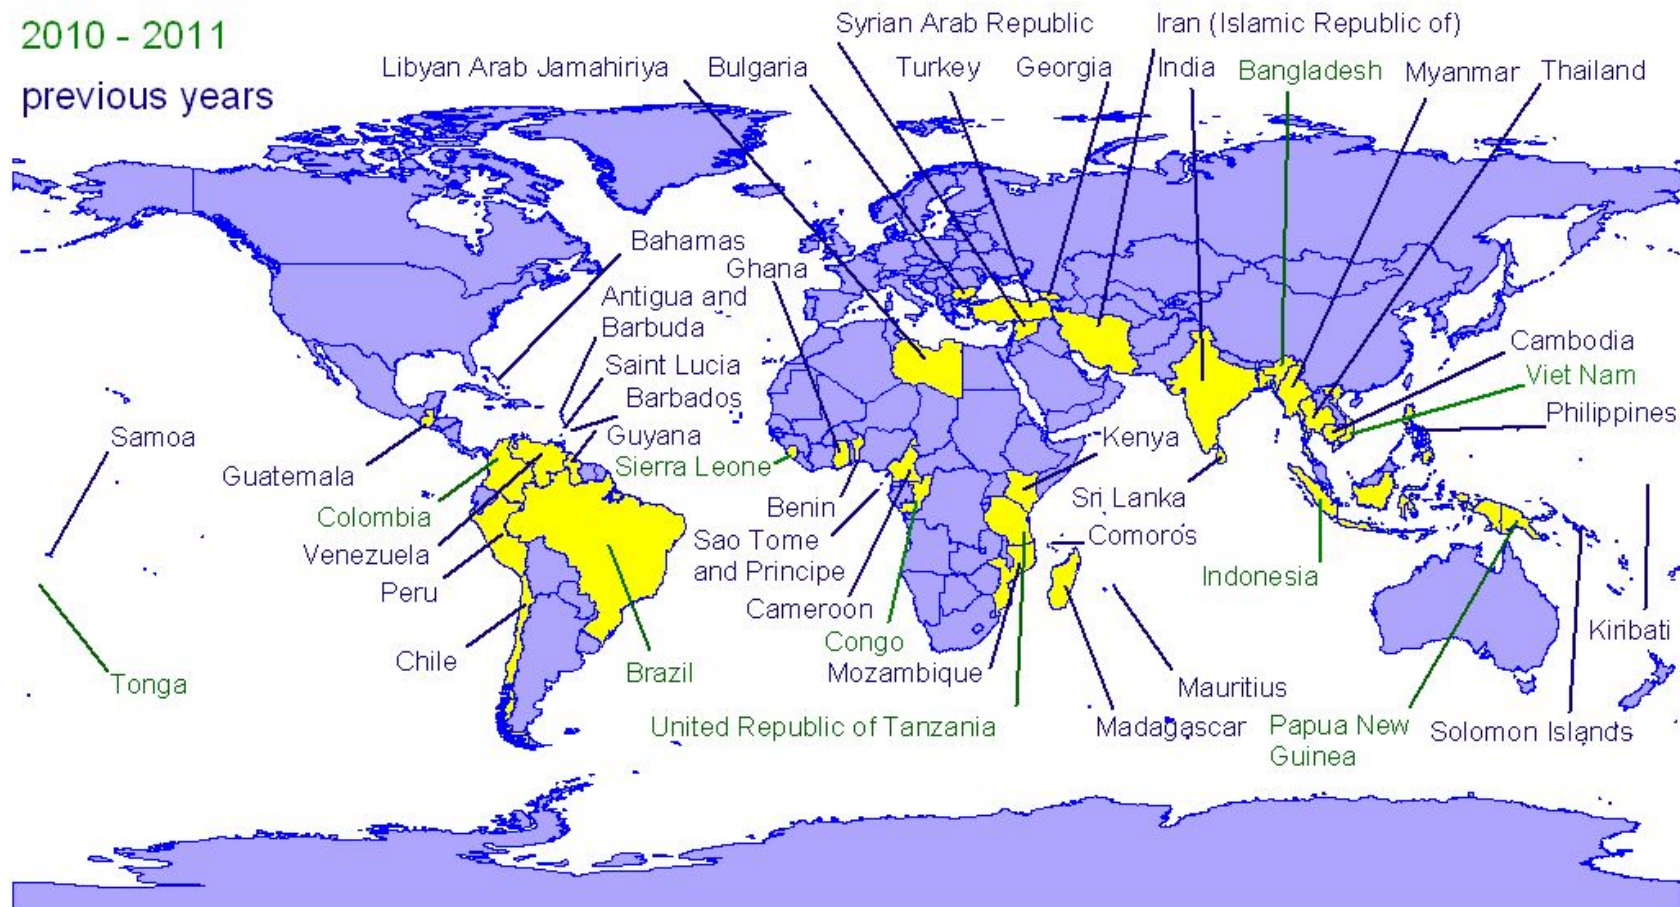 2010 - 2011
previous years
Syrian Arab Republic
Iran (Islamic Republic of)
Libyan Arab Jamahiriya
Bulgaria
Turkey
Georgia
India
Bangladesh
Myanmar
Thailand
Bahamas
Ghana
Antigua and
Barbuda
Saint Lucia
Barbados
Guyana
Sierra Leone
Samoa
Guatemala
Colombia
Venezuela
Peru
Chile
Tonga
Brazil
Benin
Sao Tome
and Principe
Cameroon
Congo
Mozambique
United Republic of Tanzania
Kenya
Sri Lanka
Comoros
Mauritius
Madagascar
Cambodia
Viet Nam
Philippines
Indonesia
Kiribati
Papua New
Guinea
Solomon Islands